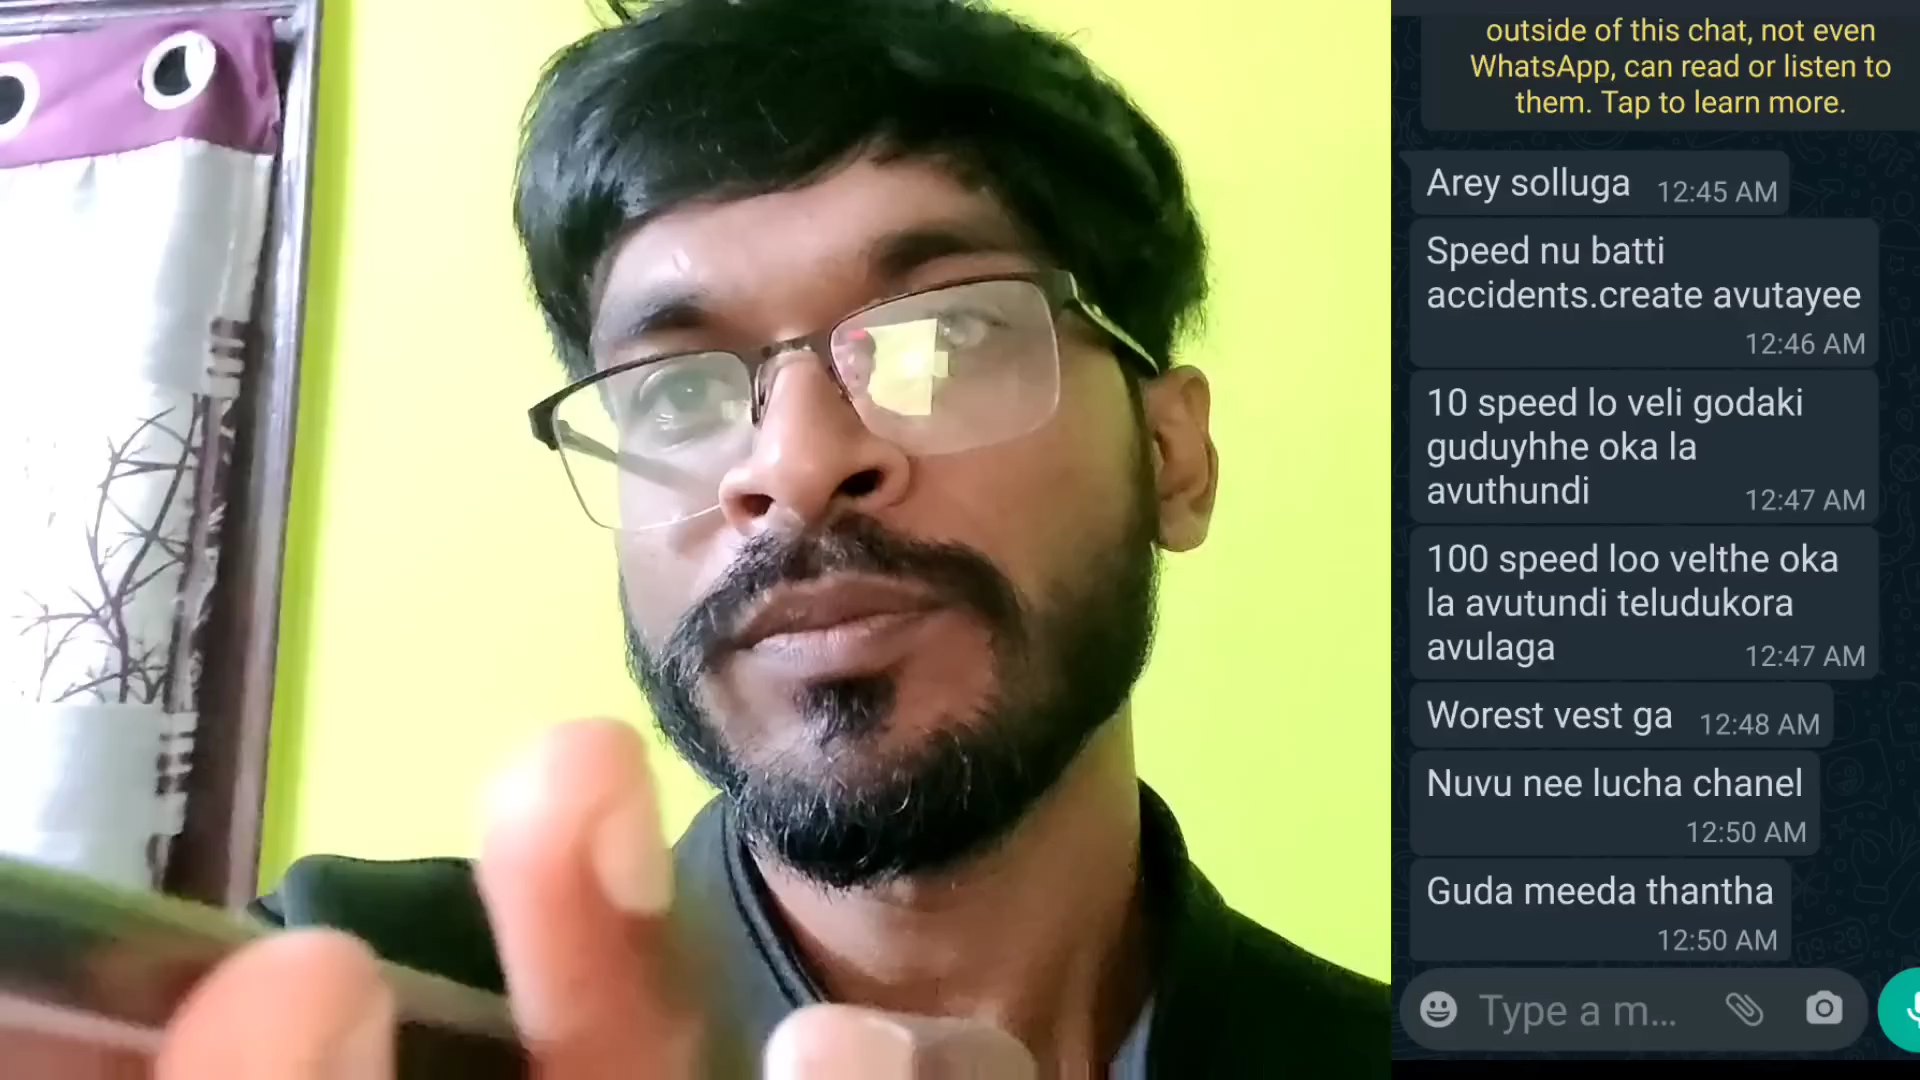 outside of this chat, not even
WhatsApp, can read or listen to
them. Tap to learn more.
Arey solluga 12:45 AM
Speed nu batti
accidents.create avutayee
12:46 AM
10 speed lo veli godaki
guduyhhe oka la
avuthundi 12:47 AM
100 speed loo velthe oka
la avutundi teludukora
avulaga 12:47 AM
Worest vest ga 12:48 AM
Nuvu nee lucha chanel
12:50 AM
Guda meeda thantha
12:50 AM
Type a m...